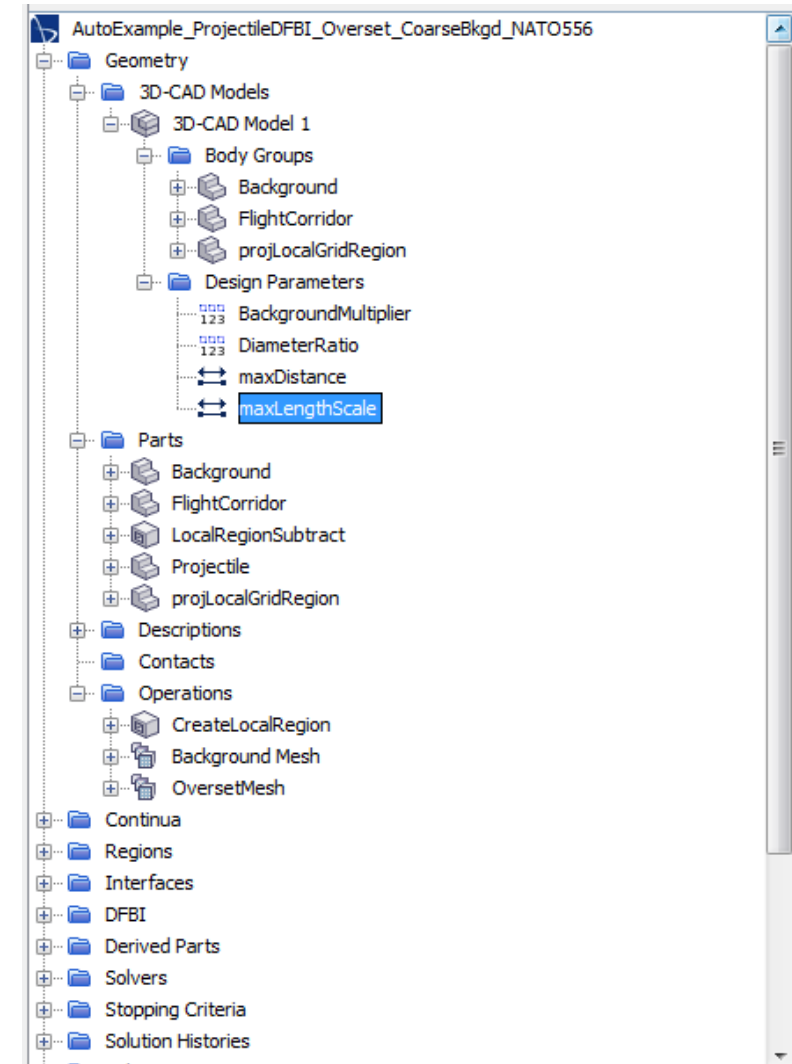 AutoExample_ProjectileDFBI_Overset_CoarseBkgd_NATO556
Geometry
3D-CAD Models
3D-CAD Model 1
Body Groups
Background
FlightCorridor
projLocalGridRegion
Design Parameters
123 BackgroundMultiplier
123 DiameterRatio
maxDistance
maxLengthScale
Parts
Background
FlightCorridor
LocalRegionSubtract
Projectile
projLocalGridRegion
Descriptions
Contacts
Operations
CreateLocalRegion
Background Mesh
OversetMesh
Continua
Regions
Interfaces
DFBI
Derived Parts
Solvers
Stopping Criteria
Solution Histories